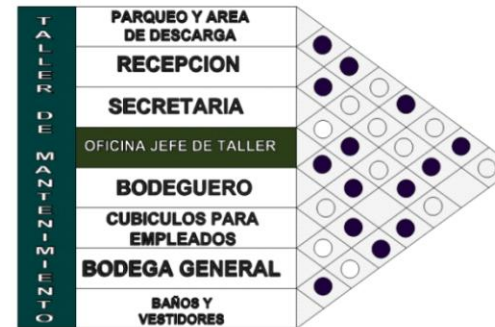 TALLER DE MANTENIMIENTO
PARQUEO Y AREA
DE DESCARGA
RECEPCION
SECRETARIA
OFICINA JEFE DE TALLER
BODEGUERO
CUBICULOS PARA
EMPLEADOS
BODEGA GENERAL
BAÑOS Y
VESTIDORES